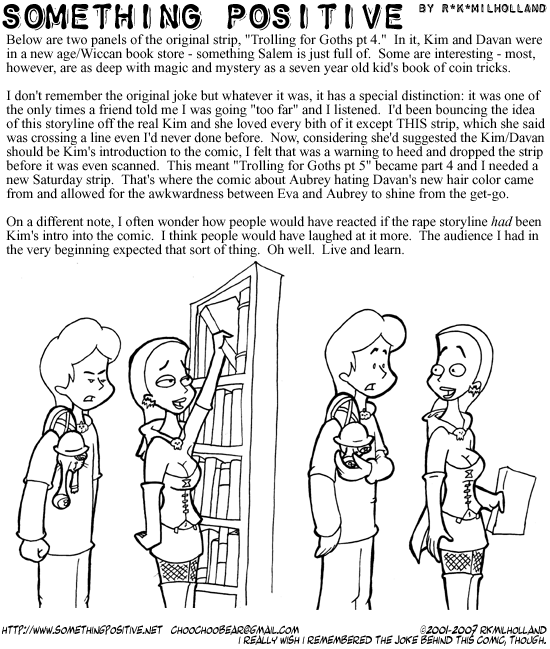 SOMETHING POSITIVE BY R*K*MILHOLLAND
Below are two panels of the original strip, "Trolling for Goths pt 4."  In it, Kim and Davan were
in a new age/Wiccan book store - something Salem is just full of.  Some are interesting - most,
however, are as deep with magic and mystery as a seven year old kid's book of coin tricks.
I don't remember the original joke but whatever it was, it has a special distinction: it was one of
the only times a friend told me I was going "too far" and I listened.  I'd been bouncing the idea
of this storyline off the real Kim and she loved every bith of it except THIS strip, which she said
was crossing a line even I'd never done before.  Now, considering she'd suggested the Kim/Davan
should be Kim's introduction to the comic, I felt that was a warning to heed and dropped the strip
before it was even scanned.  This meant "Trolling for Goths pt 5" became part 4 and I needed a
new Saturday strip.  That's where the comic about Aubrey hating Davan's new hair color came
from and allowed for the awkwardness between Eva and Aubrey to shine from the get-go.
On a different note, I often wonder how people would have reacted if the rape storyline had been
Kim's intro into the comic.  I think people would have laughed at it more.  The audience I had in
the very beginning expected that sort of thing.  Oh well.  Live and learn.
HTTP://WWW.SOMETHINGPOSITIVE.NET CHOOCHOOBEAR@GMAIL.COM ©2001-2007 RKMILHOLLAND
I REALLY WISH I REMEMBERED THE JOKE BEHIND THIS COMIC, THOUGH.